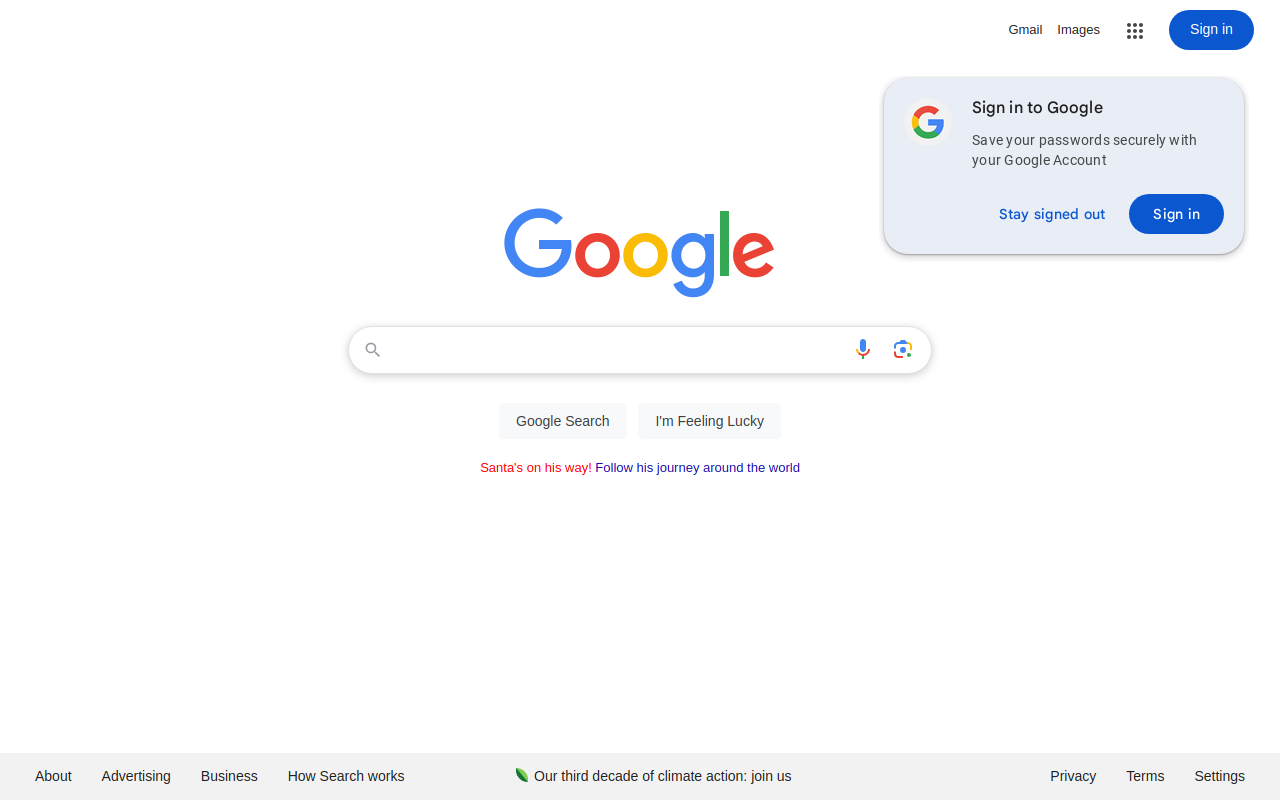 Gmail Images Sign in
Sign in to Google
Save your passwords securely with
your Google Account
Stay signed out Sign in
Google
Google Search I'm Feeling Lucky
Santa's on his way! Follow his journey around the world
About Advertising Business How Search works Our third decade of climate action: join us Privacy Terms Settings